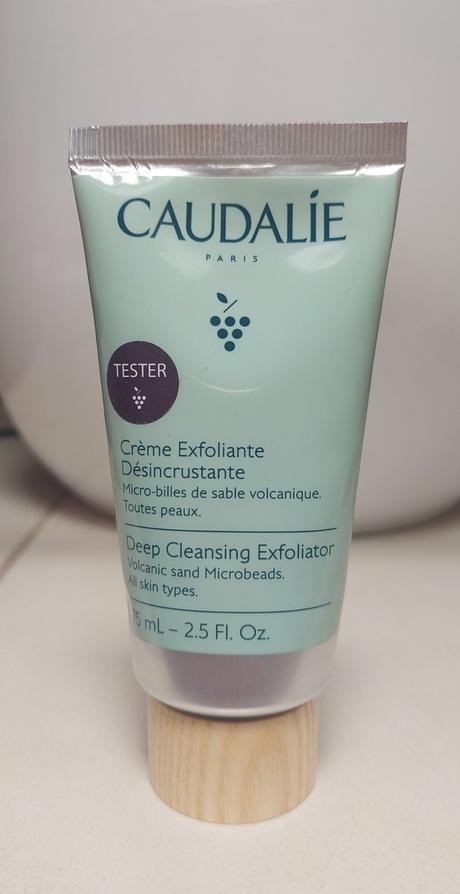 CAUDALÍE
PARIS
TESTER
Crème Exfoliante
Désincrustante
Micro-billes de sable volcanique.
Toutes peaux.
Deep Cleansing Exfoliator
Volcanic sand Microbeads.
All skin types.
75 mL – 2.5 Fl. Oz.